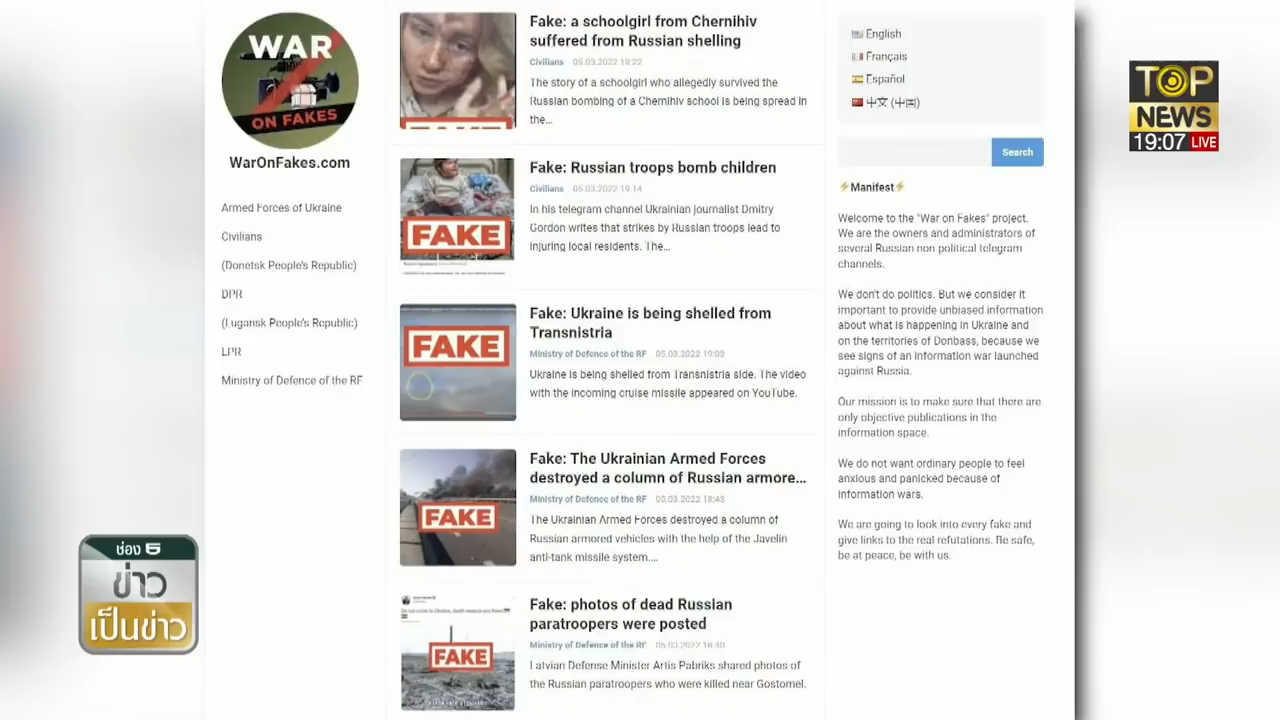 WAR
ON FAKES
WarOnFakes.com
Armed Forces of Ukraine
Civilians
(Donetsk People's Republic)
DPR
(Lugansk People's Republic)
LPR
Ministry of Defence of the RF
Fake: a schoolgirl from Chernihiv
suffered from Russian shelling
Civilians 05.03.2022 19:22
The story of a schoolgirl who allegedly survived the
Russian bombing of a Chernihiv school is being spread in
the...
Fake: Russian troops bomb children
Civilians 05.03.2022 19:14
In his telegram channel Ukrainian journalist Dmitry
Gordon writes that strikes by Russian troops lead to
injuring local residents. The...
FAKE
Fake: Ukraine is being shelled from
Transnistria
Ministry of Defence of the RF 05.03.2022 19:03
Ukraine is being shelled from Transnistria side. The video
with the incoming cruise missile appeared on YouTube.
FAKE
Fake: The Ukrainian Armed Forces
destroyed a column of Russian armore...
Ministry of Defence of the RF 05.03.2022 18:43
The Ukrainian Armed Forces destroyed a column of
Russian armored vehicles with the help of the Javelin
anti-tank missile system....
FAKE
Fake: photos of dead Russian
paratroopers were posted
Ministry of Defence of the RF 05.03.2022 18:40
Latvian Defense Minister Artis Pabriks shared photos of
the Russian paratroopers who were killed near Gostomel.
FAKE
English
Français
Español
中文 (中国)
Search
⚡Manifest⚡
Welcome to the "War on Fakes" project.
We are the owners and administrators of
several Russian non political telegram
channels.
We don't do politics. But we consider it
important to provide unbiased information
about what is happening in Ukraine and
on the territories of Donbass, because we
see signs of an information war launched
against Russia.
Our mission is to make sure that there are
only objective publications in the
information space.
We do not want ordinary people to feel
anxious and panicked because of
information wars.
We are going to look into every fake and
give links to the real refutations. Be safe,
be at peace, be with us.
TOP
NEWS
19:07 LIVE
ช่อง 5
ข่าว
เป็นข่าว